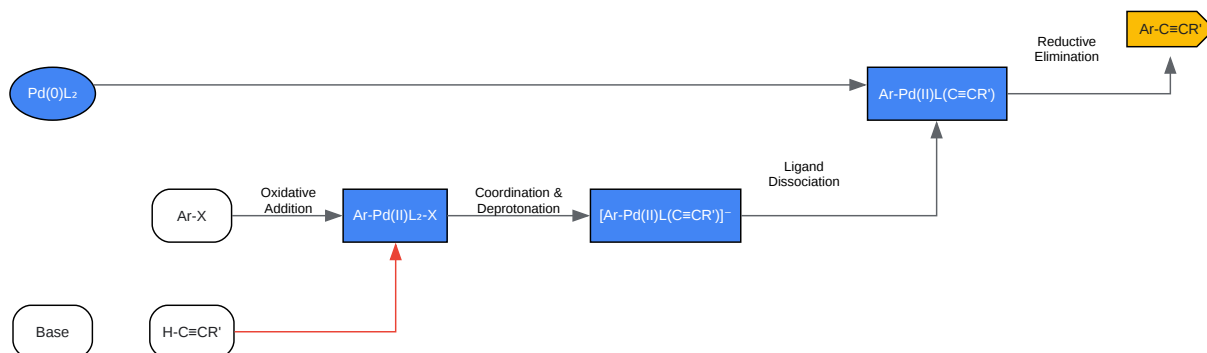 Ar-C≡CR'
Reductive
Elimination
Pd(0)L₂
Ar-Pd(II)L(C≡CR')
Ligand
Dissociation
Oxidative
Addition
Coordination &
Deprotonation
Ar-X
Ar-Pd(II)L₂-X
[Ar-Pd(II)L(C≡CR')]⁻
Base
H-C≡CR'